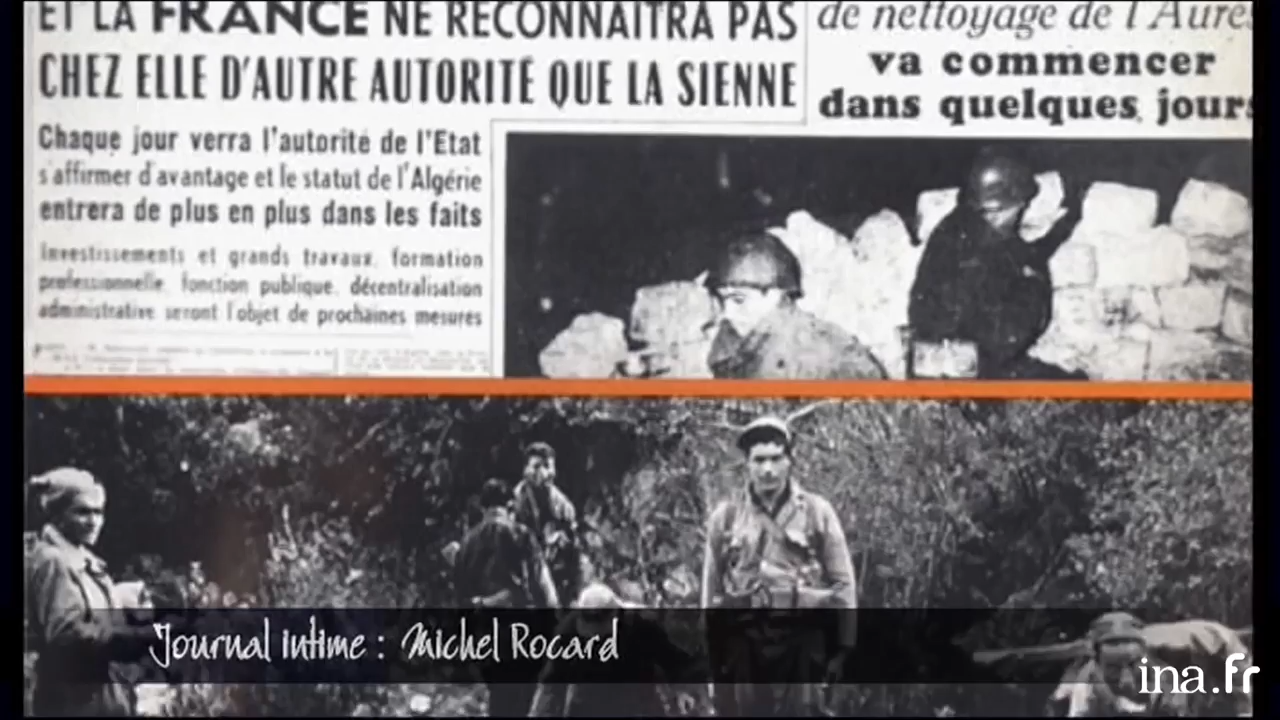 ET LA FRANCE NE RECONNAITRA PAS
CHEZ ELLE D'AUTRE AUTORITÉ QUE LA SIENNE
de nettoyage de l'Aurès
va commencer
dans quelques jours
Chaque jour verra l'autorité de l'Etat
s'affirmer d'avantage et le statut de l'Algérie
entrera de plus en plus dans les faits
Investissements et grands travaux, formation
professionnelle, fonction publique, décentralisation
administrative seront l'objet de prochaines mesures
Journal intime : Michel Rocard
ina.fr